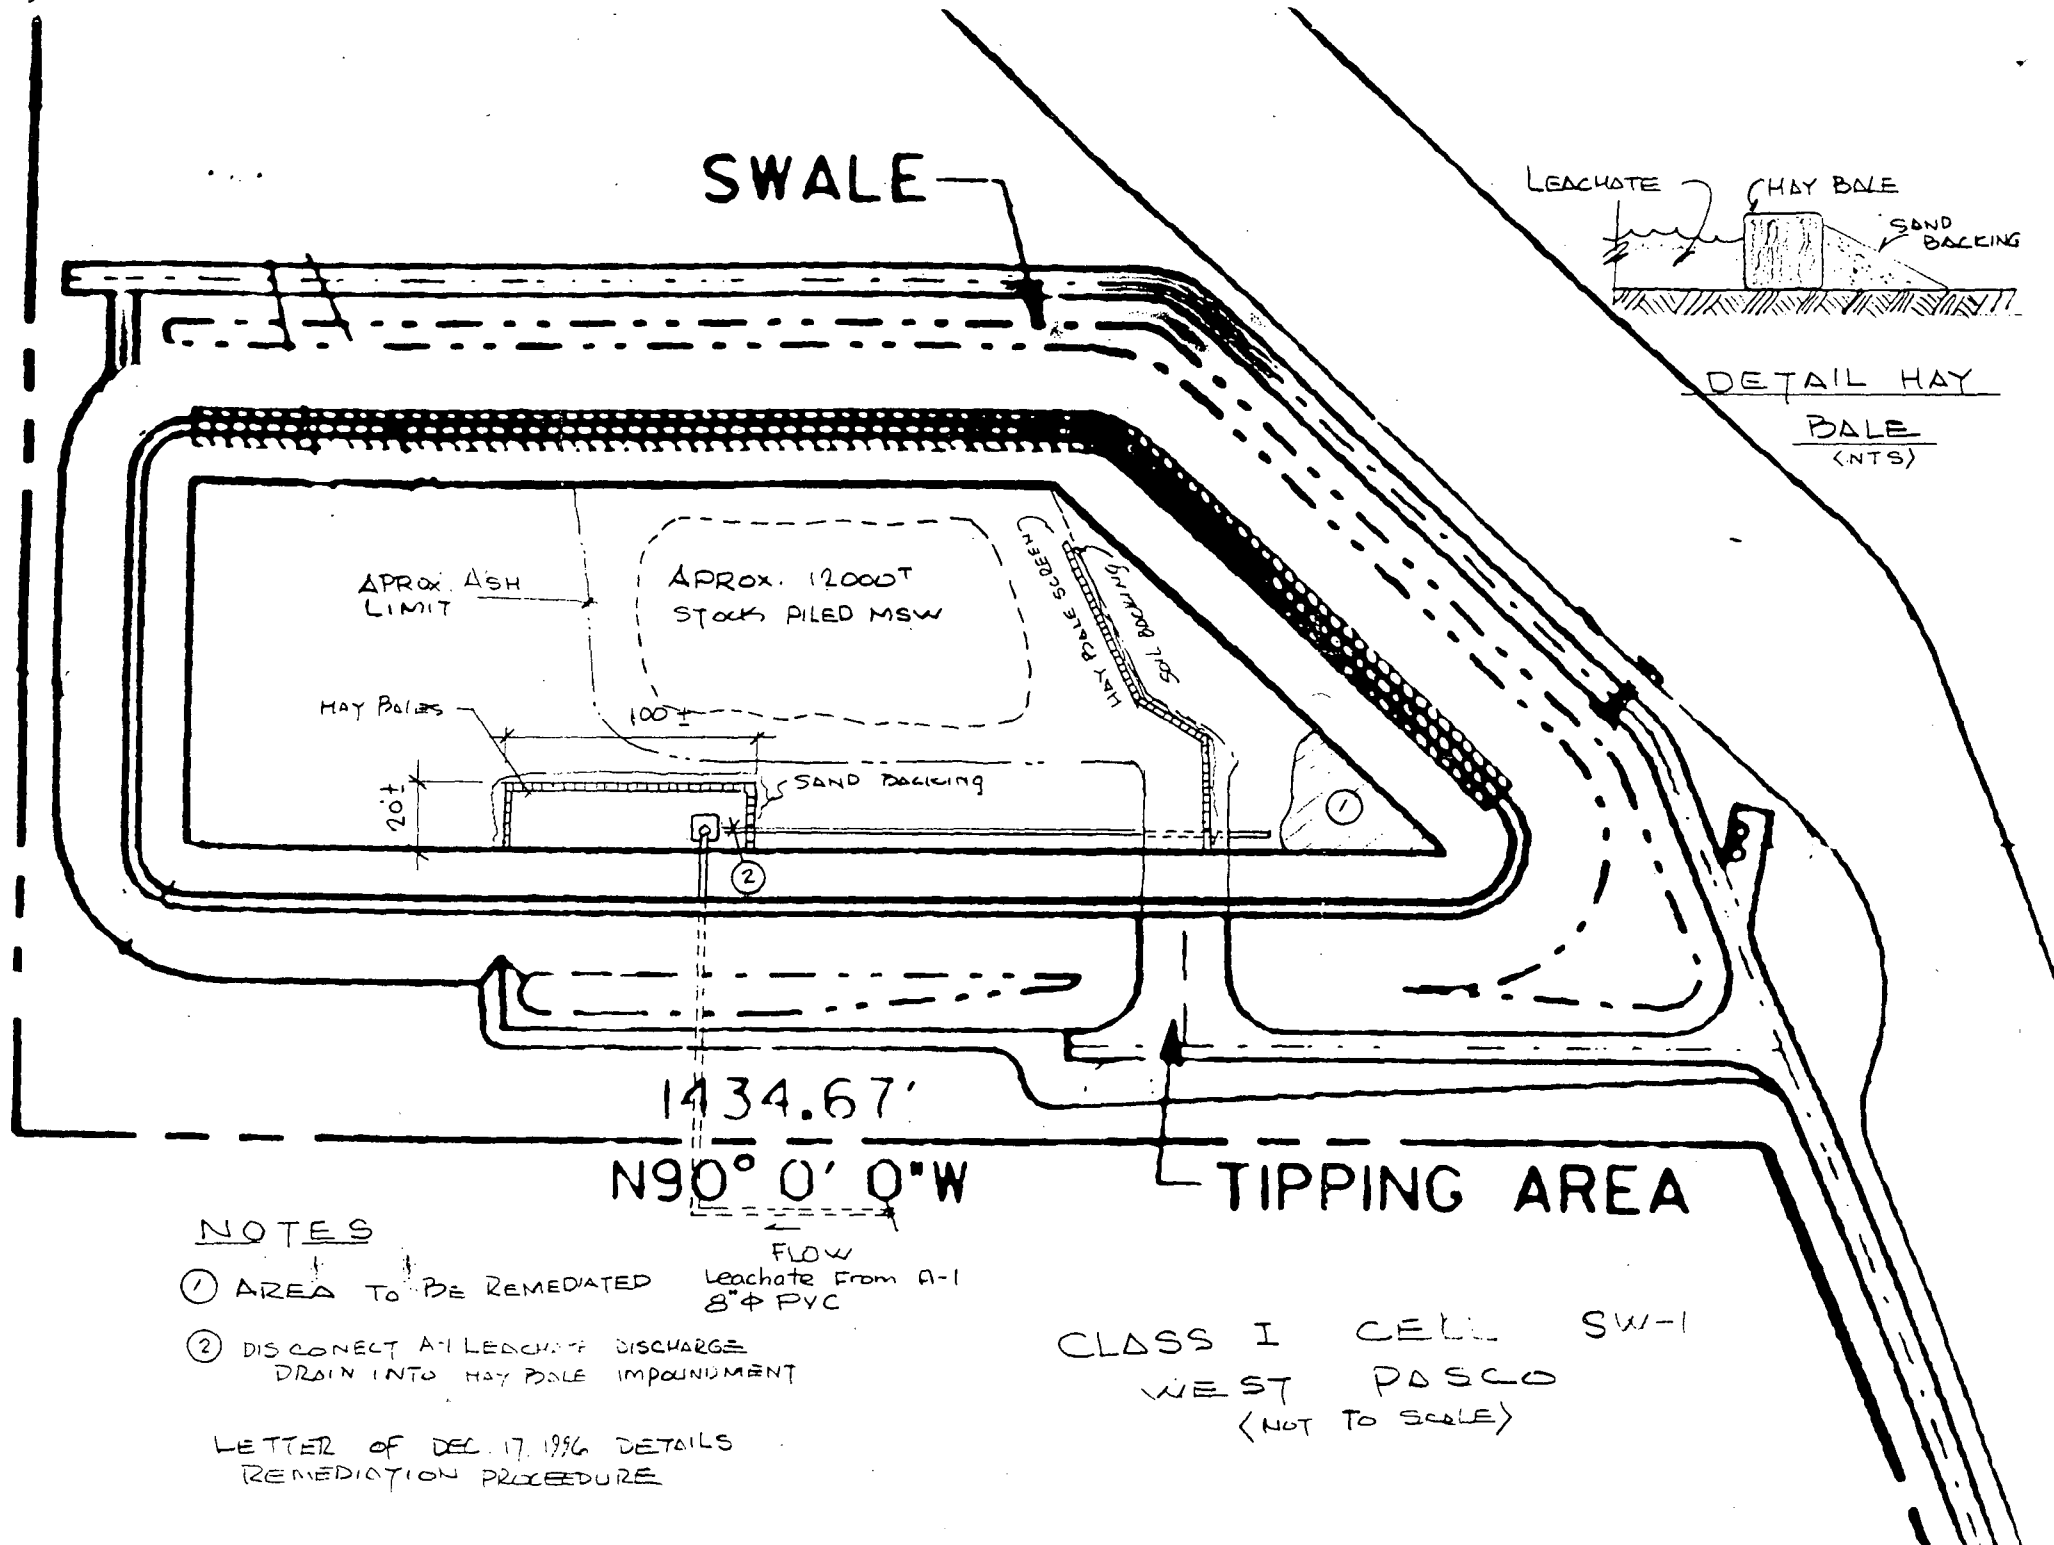 SWALE
LEACHATE
HAY BALE
SAND
BACKING
DETAIL HAY
BALE
(NTS)
APROX. ASH
LIMIT
APROX. 12000T
STOCK PILED MSW
HAY BALE SCREEN
SOIL BACKING
HAY BALES
100 ±
20'±
SAND BACKING
1
2
1434.67'
N90° 0' 0"W
TIPPING AREA
FLOW
Leachate From A-1
8"Φ PVC
NOTES
1 AREA TO BE REMEDIATED
2 DISCONECT A-1 LEACHATE DISCHARGE
DRAIN INTO HAY BALE IMPOUNDMENT
LETTER OF DEC. 17. 1996 DETAILS
REMEDIATION PROCEEDURE
CLASS I CELL SW-1
WEST PASCO
(NOT TO SCALE)